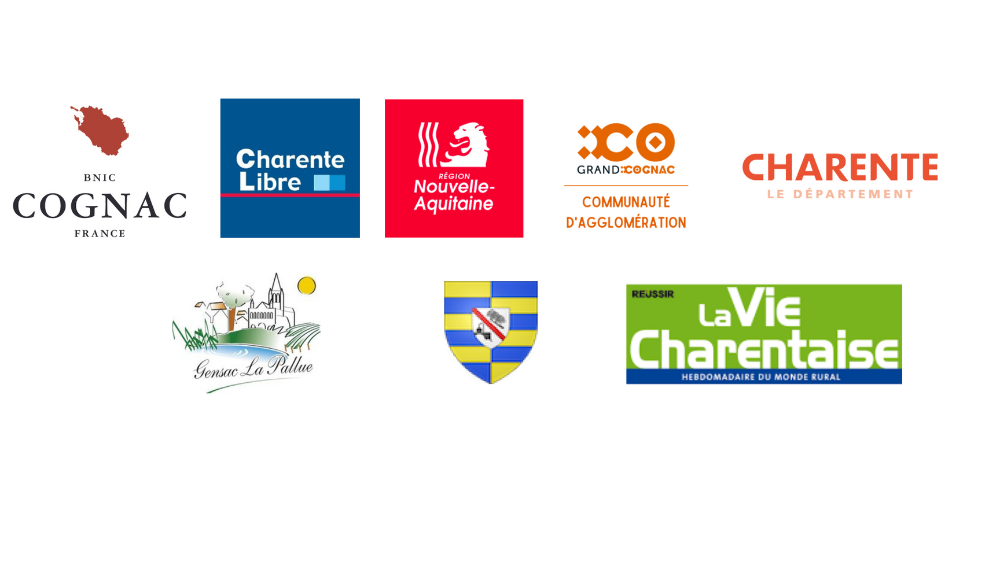 BNIC
COGNAC
FRANCE
Charente
Libre
RÉGION
Nouvelle-
Aquitaine
CO
GRAND COGNAC
COMMUNAUTÉ
D'AGGLOMÉRATION
CHARENTE
LE DÉPARTEMENT
Gensac La Pallue
REUSSIR
La Vie
Charentaise
HEBDOMADAIRE DU MONDE RURAL